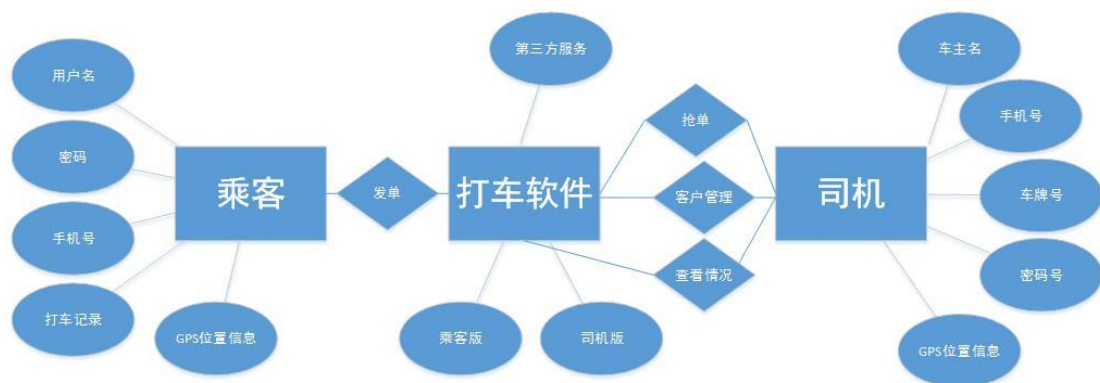 用户名
密码
手机号
打车记录
GPS位置信息
乘客
发单
第三方服务
打车软件
乘客版
司机版
抢单
客户管理
查看情况
司机
车主名
手机号
车牌号
密码号
GPS位置信息